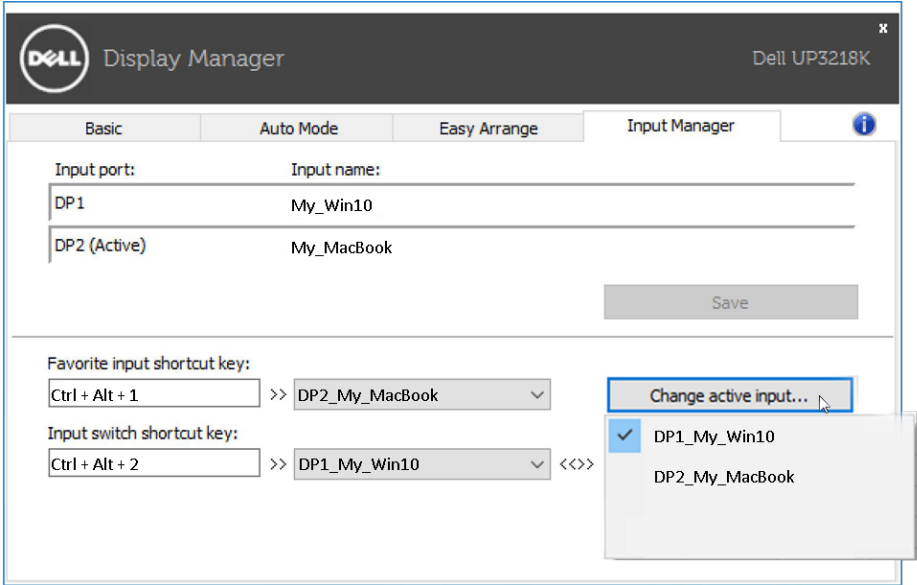 DELL Display Manager Dell UP3218K x
Basic Auto Mode Easy Arrange Input Manager i
Input port: Input name:
DP1 My_Win10
DP2 (Active) My_MacBook
Save
Favorite input shortcut key:
Ctrl + Alt + 1 >> DP2_My_MacBook Change active input...
Input switch shortcut key:
Ctrl + Alt + 2 >> DP1_My_Win10 <<>>
DP1_My_Win10
DP2_My_MacBook